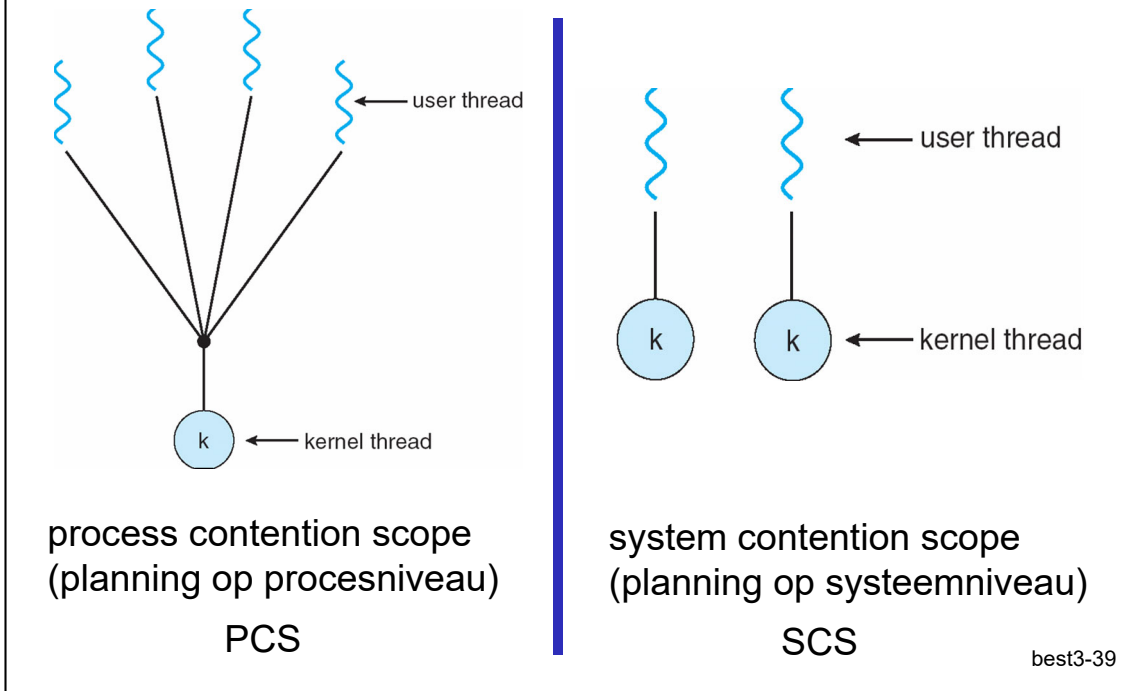 user thread
k
kernel thread
process contention scope
(planning op procesniveau)
PCS
user thread
k
k
kernel thread
system contention scope
(planning op systeemniveau)
SCS
best3-39